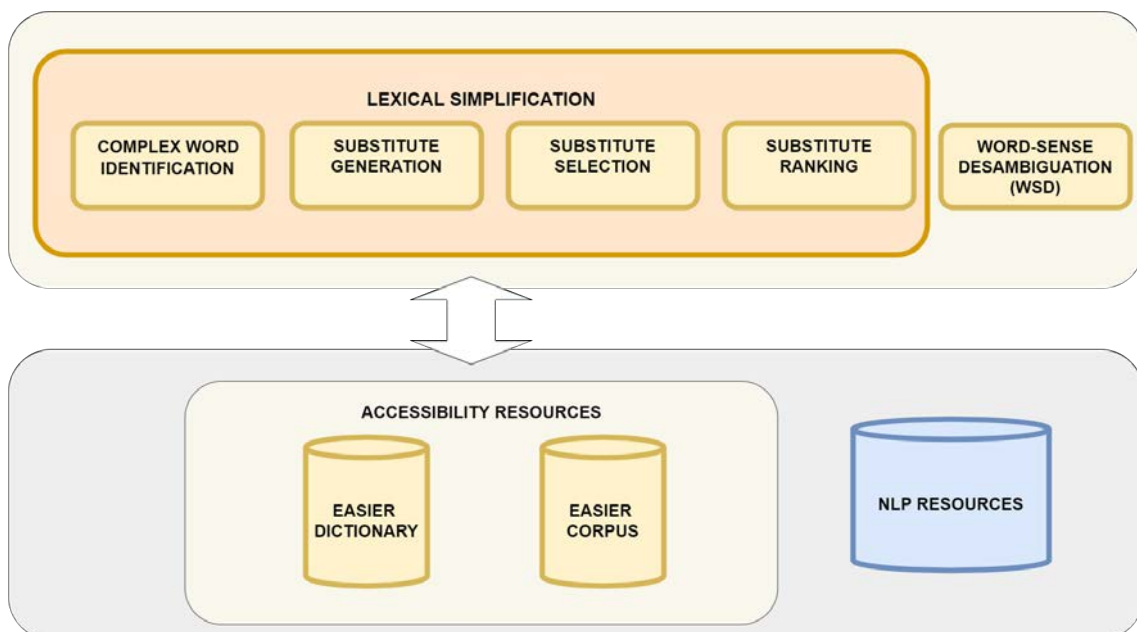 LEXICAL SIMPLIFICATION
COMPLEX WORD
IDENTIFICATION
SUBSTITUTE
GENERATION
SUBSTITUTE
SELECTION
SUBSTITUTE
RANKING
WORD-SENSE
DESAMBIGUATION
(WSD)
ACCESSIBILITY RESOURCES
EASIER
DICTIONARY
EASIER
CORPUS
NLP RESOURCES